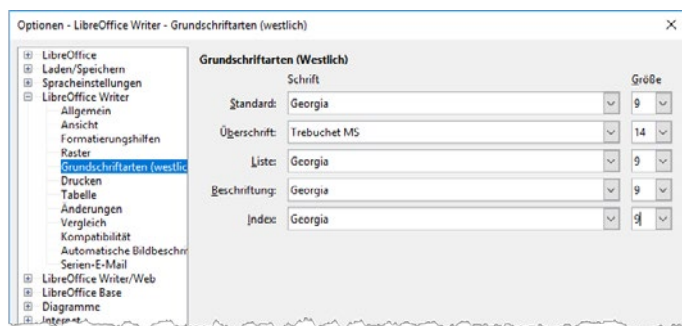 Optionen - LibreOffice Writer - Grundschriftarten (westlich)
LibreOffice
Laden/Speichern
Spracheinstellungen
LibreOffice Writer
Allgemein
Ansicht
Formatierungshilfen
Raster
Grundschriftarten (westlic
Drucken
Tabelle
Änderungen
Vergleich
Kompatibilität
Automatische Bildbeschri
Serien-E-Mail
LibreOffice Writer/Web
LibreOffice Base
Diagramme
Internet
Grundschriftarten (Westlich)
Schrift Größe
Standard: Georgia 9
Überschrift: Trebuchet MS 14
Liste: Georgia 9
Beschriftung: Georgia 9
Index: Georgia 9